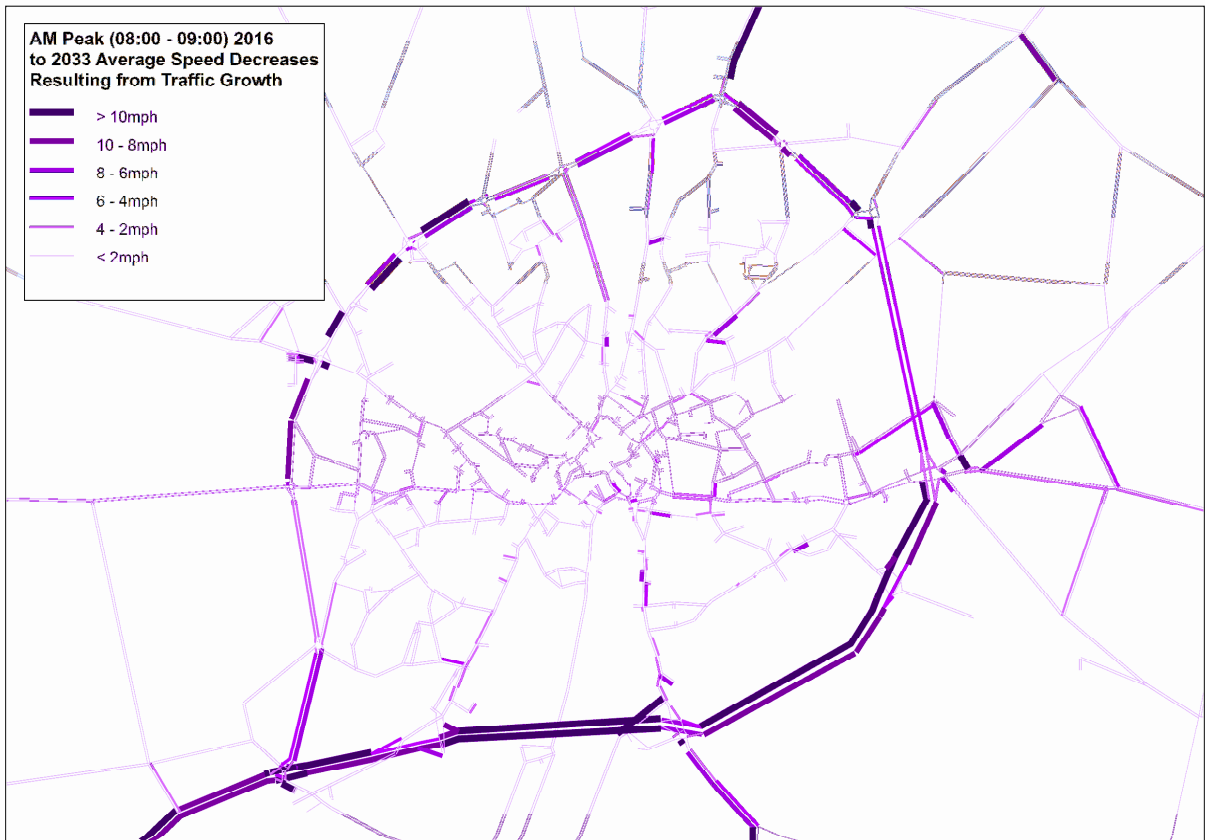 AM Peak (08:00 - 09:00) 2016
to 2033 Average Speed Decreases
Resulting from Traffic Growth
> 10mph
10 - 8mph
8 - 6mph
6 - 4mph
4 - 2mph
< 2mph